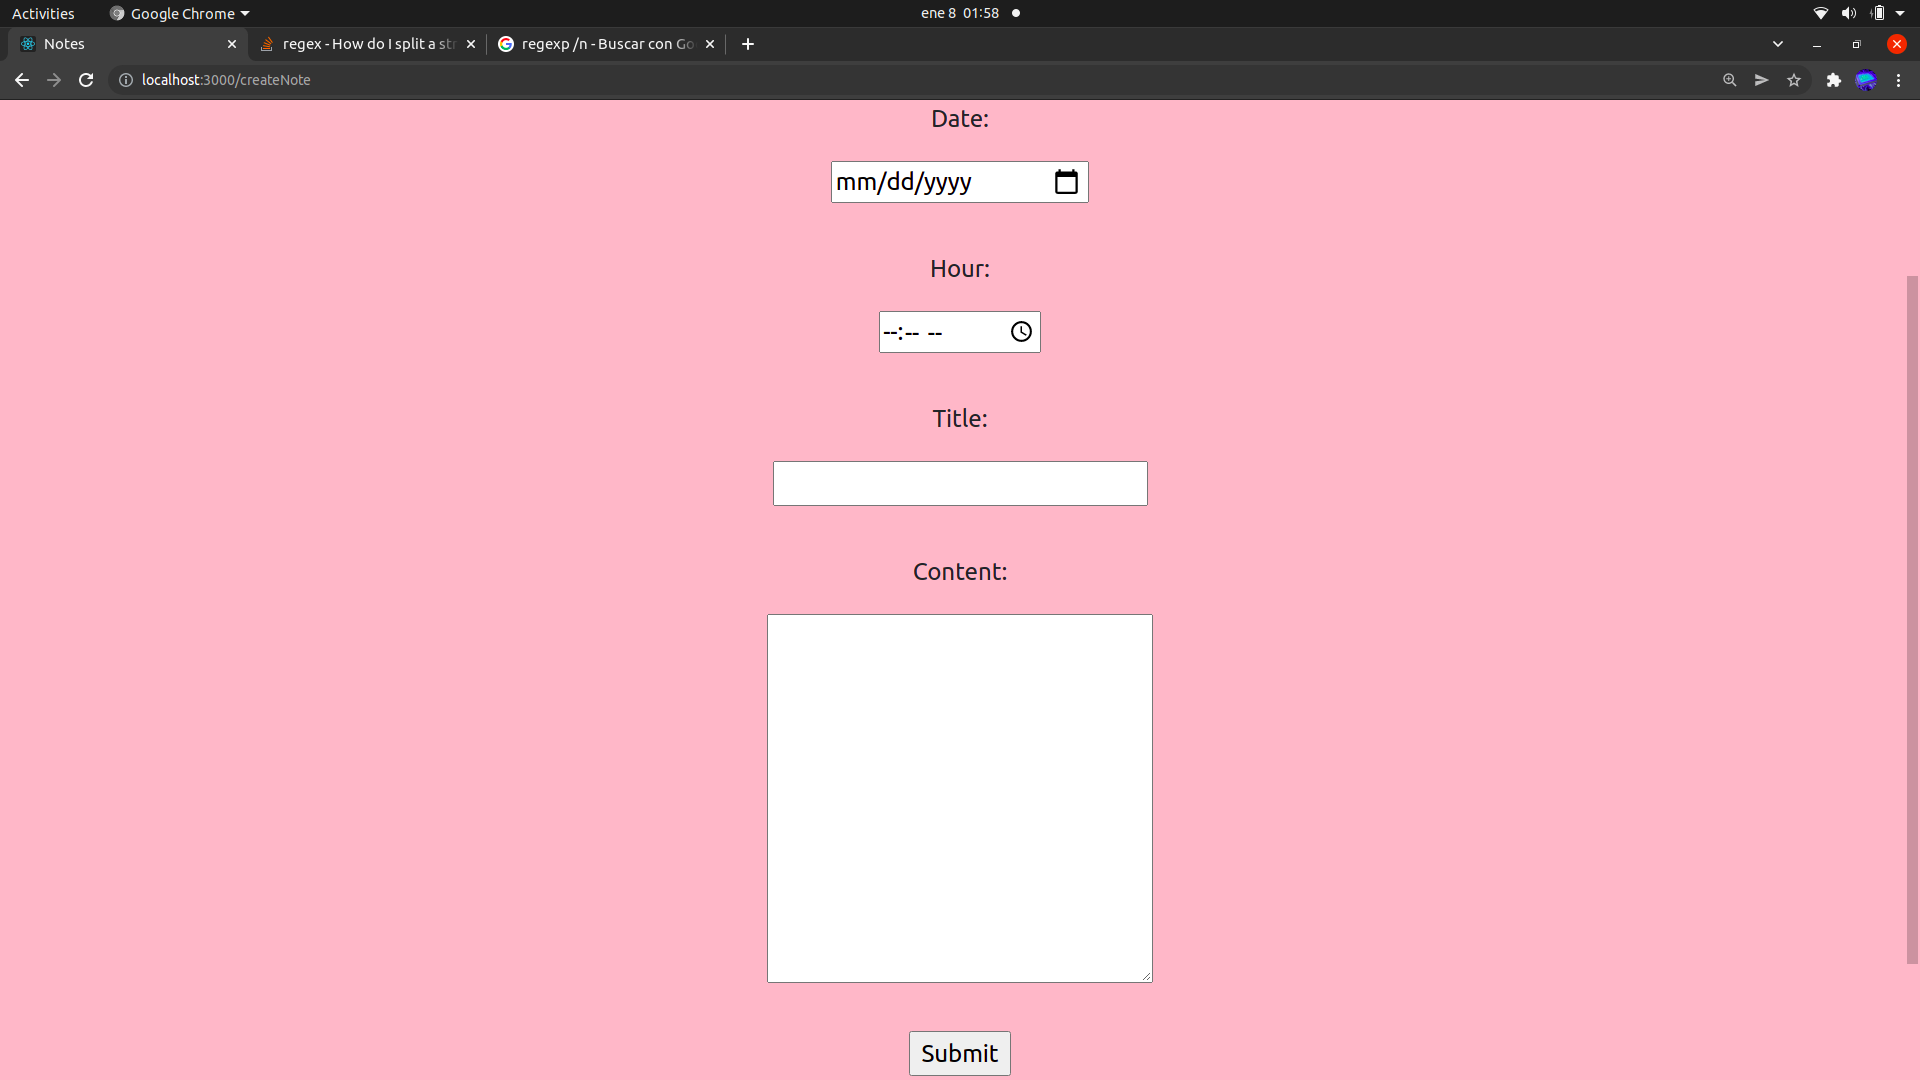 Activities
Google Chrome
ene 8 01:58
Notes
regex - How do I split a str
regexp /n - Buscar con Go
localhost:3000/createNote
Date:
mm/dd/yyyy
Hour:
--:-- --
Title:
Content:
Submit